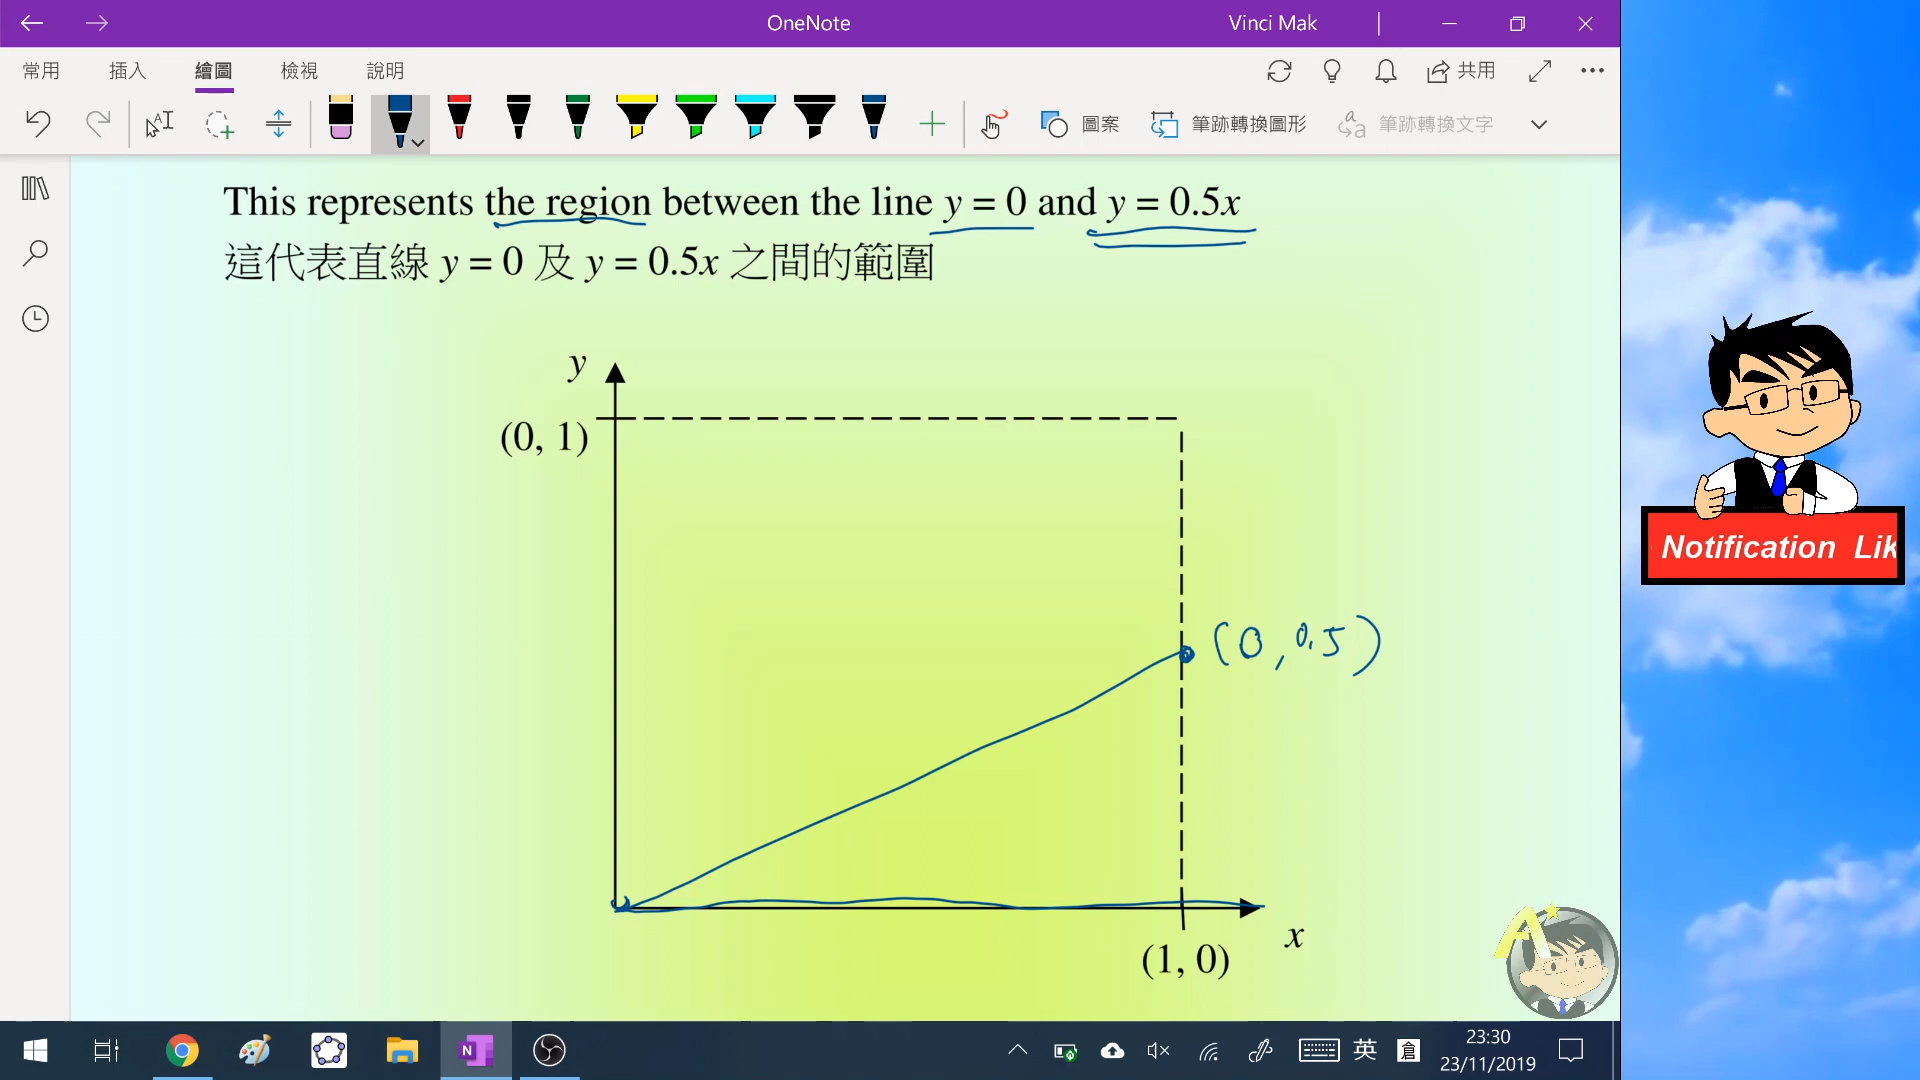 OneNote
Vinci Mak
常用 插入 繪圖 檢視 說明 共用
圖案 筆跡轉換圖形 筆跡轉換文字
This represents the region between the line y = 0 and y = 0.5x
這代表直線 y = 0 及 y = 0.5x 之間的範圍
y
(0, 1)
(0, 0.5)
x
(1, 0)
Notification Lik
A
N
英 倉
23:30
23/11/2019